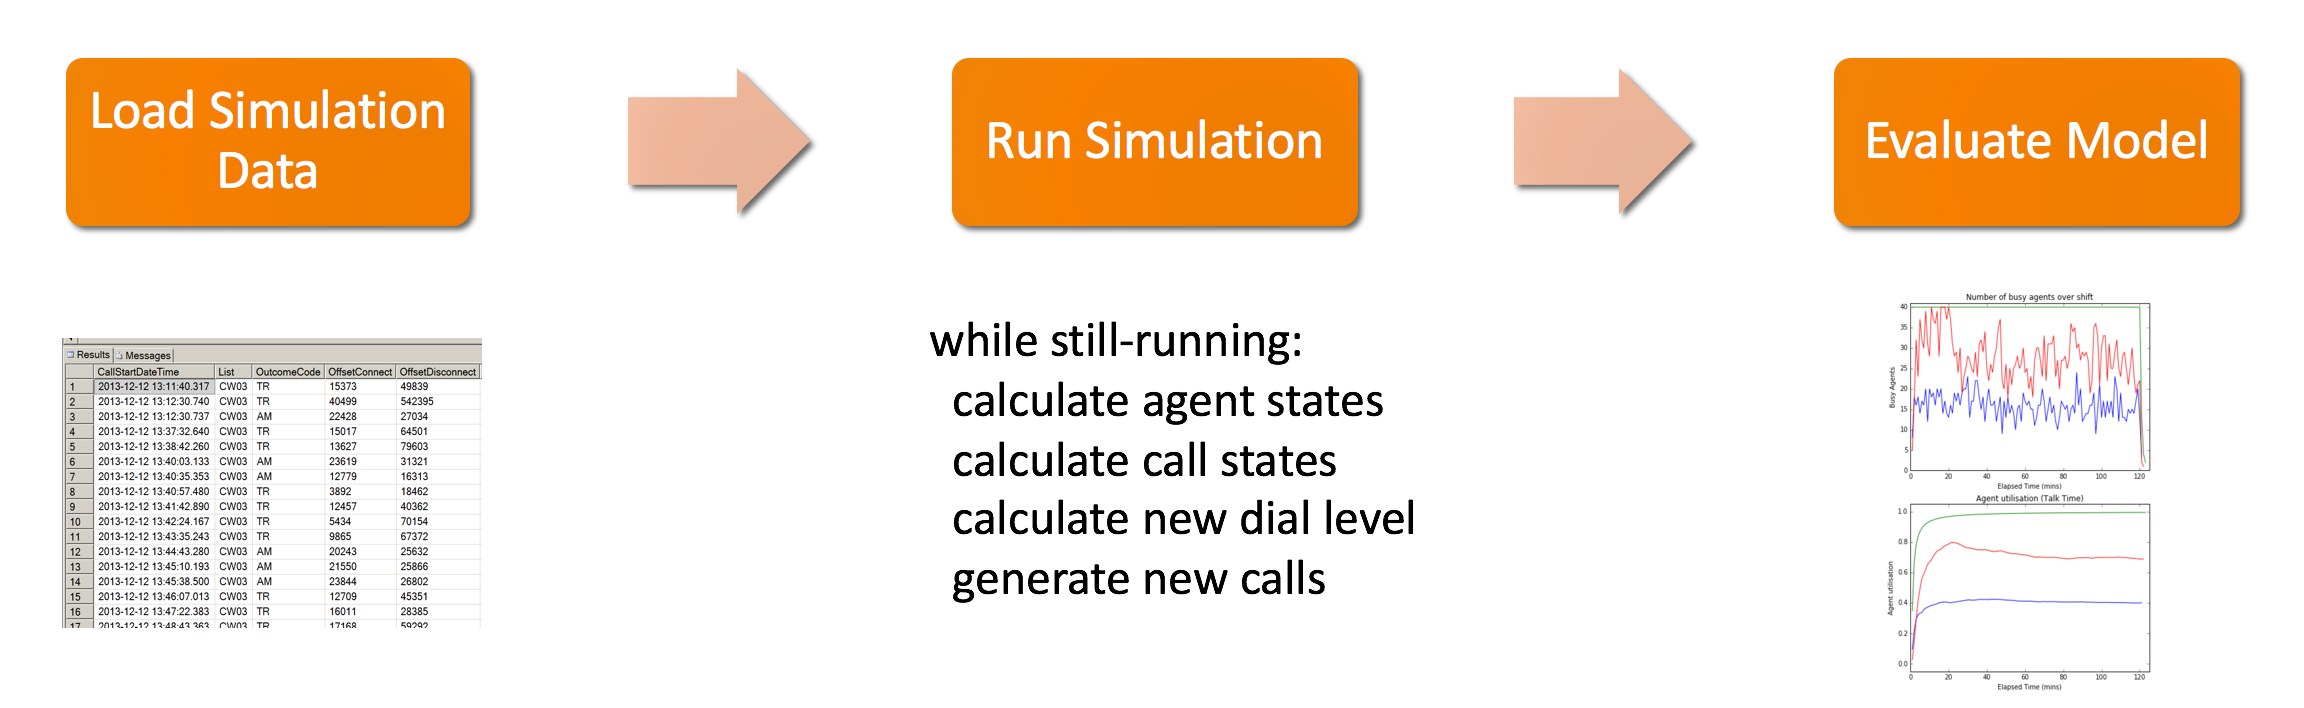 Load Simulation
Data
Run Simulation
Evaluate Model
Results Messages
CallStartDateTime List OutcomeCode OffsetConnect OffsetDisconnect
1 2013-12-12 13:11:40.317 CW03 TR 15373 49839
2 2013-12-12 13:12:30.740 CW03 TR 40499 542395
3 2013-12-12 13:12:30.737 CW03 AM 22428 27034
4 2013-12-12 13:37:32.640 CW03 TR 15017 64501
5 2013-12-12 13:38:42.260 CW03 TR 13627 79603
6 2013-12-12 13:40:03.133 CW03 AM 23619 31321
7 2013-12-12 13:40:35.353 CW03 AM 12779 16313
8 2013-12-12 13:40:57.480 CW03 TR 3892 18462
9 2013-12-12 13:41:42.890 CW03 TR 12457 40362
10 2013-12-12 13:42:24.167 CW03 TR 5434 70154
11 2013-12-12 13:43:35.243 CW03 TR 9865 67372
12 2013-12-12 13:44:43.280 CW03 AM 20243 25632
13 2013-12-12 13:45:10.193 CW03 AM 21550 25866
14 2013-12-12 13:45:38.500 CW03 AM 23844 26802
15 2013-12-12 13:46:07.013 CW03 TR 12709 45351
16 2013-12-12 13:47:22.383 CW03 TR 16011 28385
17 2013-12-12 13:48:43.363 CW03 TR 17168 59292
while still-running:
calculate agent states
calculate call states
calculate new dial level
generate new calls
Number of busy agents over shift
Busy Agents
40
35
30
25
20
15
10
5
0
0 20 40 60 80 100 120
Elapsed Time (mins)
Agent utilisation (Talk Time)
Agent utilisation
1.0
0.8
0.6
0.4
0.2
0.0
0 20 40 60 80 100 120
Elapsed Time (mins)